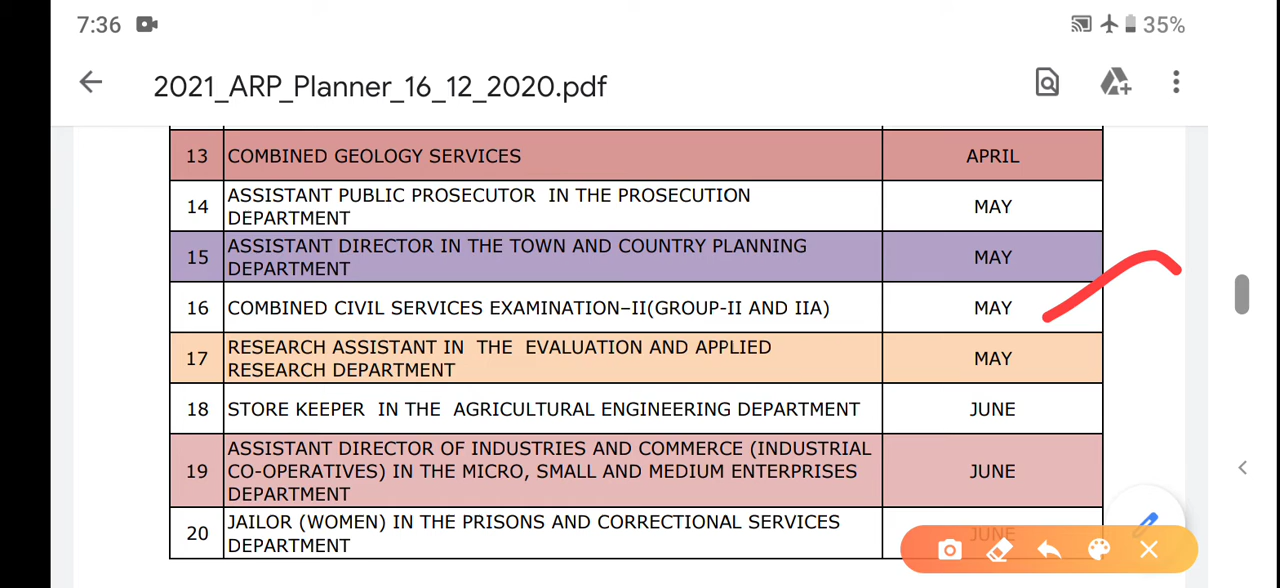 7:36 35%
2021_ARP_Planner_16_12_2020.pdf
13 COMBINED GEOLOGY SERVICES APRIL
14 ASSISTANT PUBLIC PROSECUTOR IN THE PROSECUTION
DEPARTMENT MAY
15 ASSISTANT DIRECTOR IN THE TOWN AND COUNTRY PLANNING
DEPARTMENT MAY
16 COMBINED CIVIL SERVICES EXAMINATION–II(GROUP-II AND IIA) MAY
17 RESEARCH ASSISTANT IN THE EVALUATION AND APPLIED
RESEARCH DEPARTMENT MAY
18 STORE KEEPER IN THE AGRICULTURAL ENGINEERING DEPARTMENT JUNE
19 ASSISTANT DIRECTOR OF INDUSTRIES AND COMMERCE (INDUSTRIAL
CO-OPERATIVES) IN THE MICRO, SMALL AND MEDIUM ENTERPRISES
DEPARTMENT JUNE
20 JAILOR (WOMEN) IN THE PRISONS AND CORRECTIONAL SERVICES
DEPARTMENT JUNE